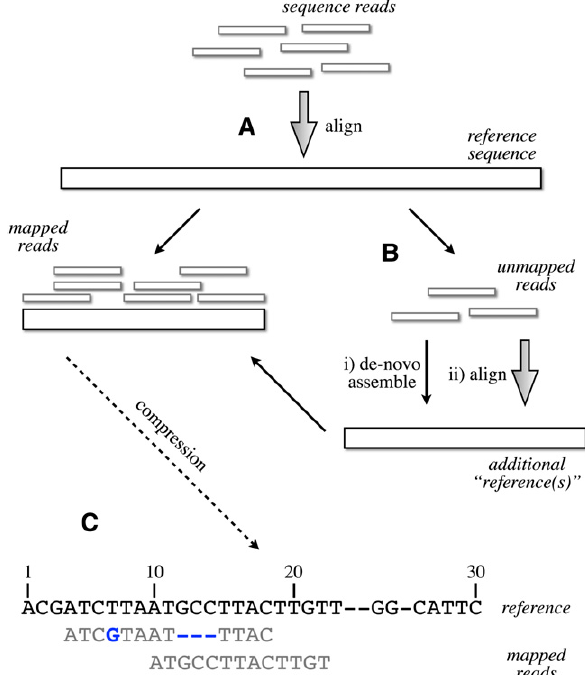 sequence reads
A
align
reference
sequence
mapped
reads
B
unmapped
reads
i) de-novo
assemble
ii) align
compression
additional
“reference(s)”
C
1 10 20 30
ACGATCTTAATGCCTTACTTGTT--GG-CATTC reference
ATCGTAAT---TTAC
ATGCCTTACTTGT mapped
reads